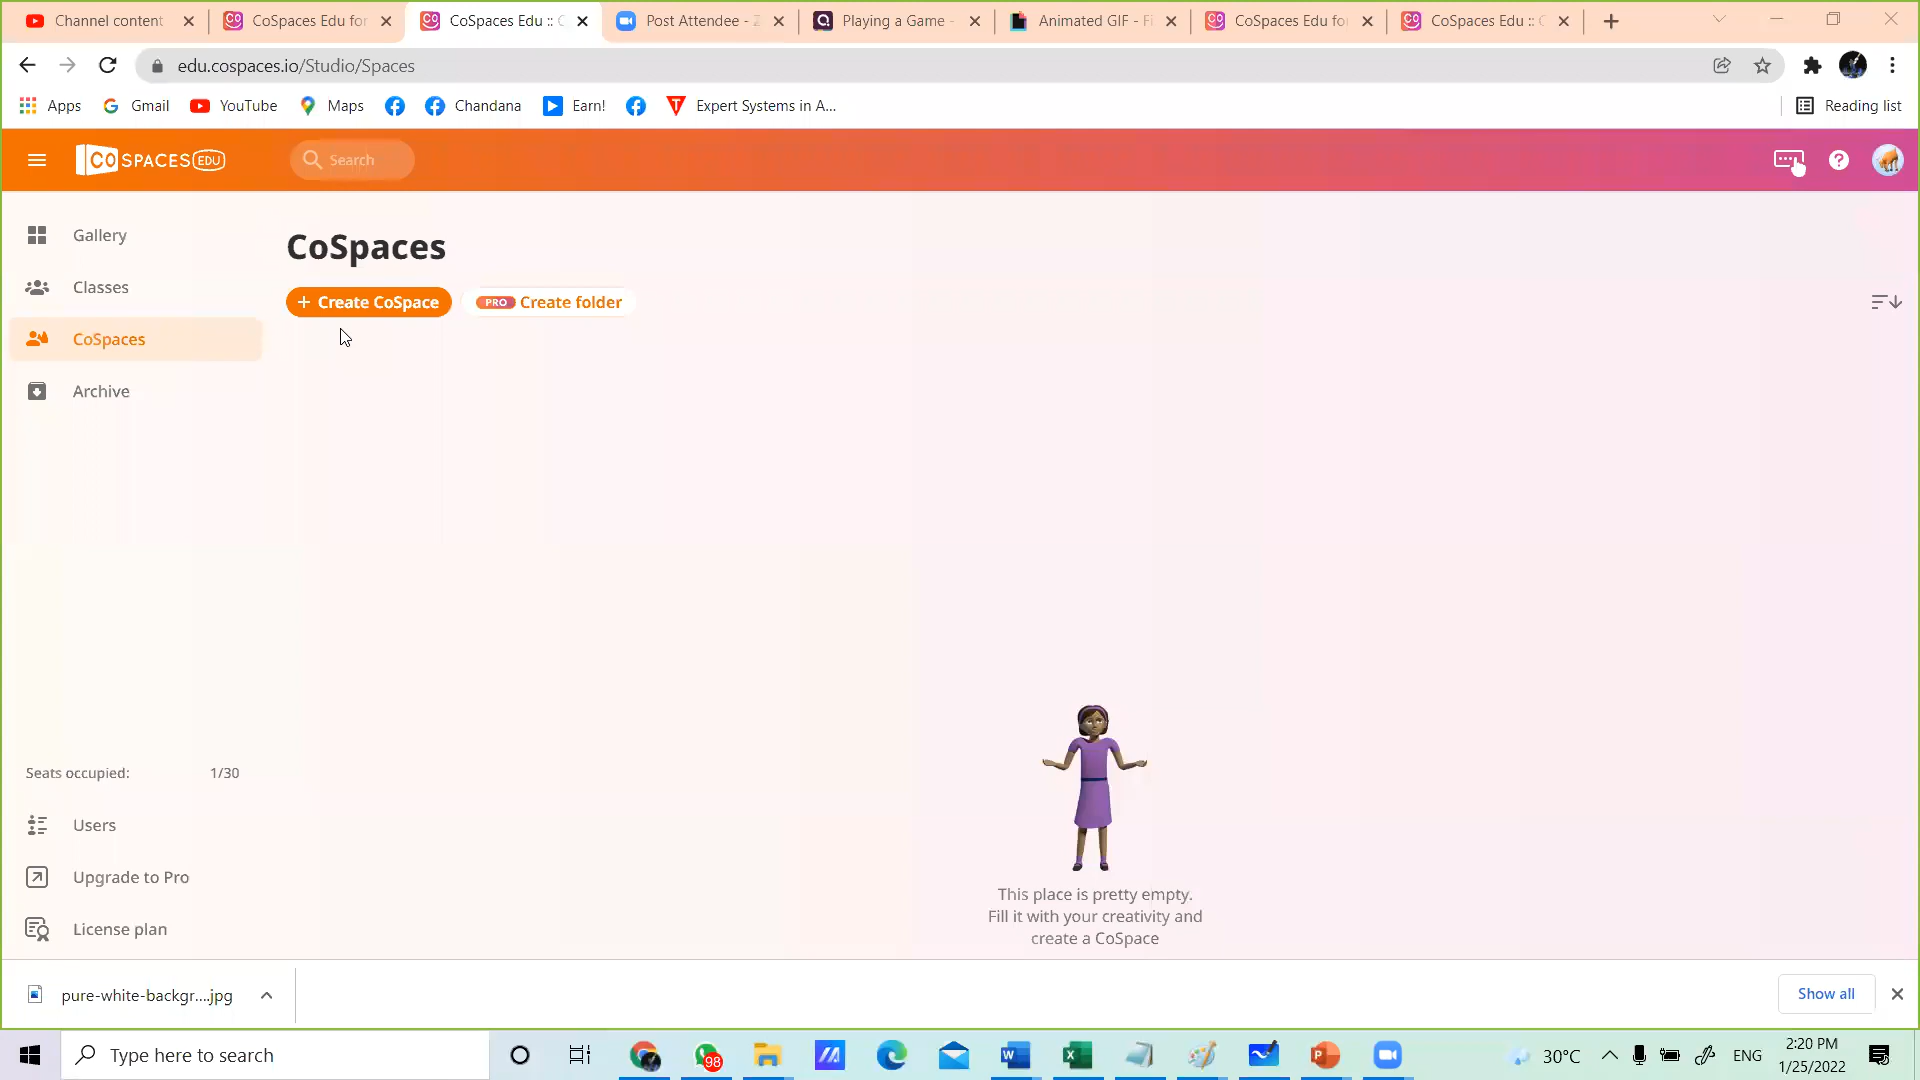 Channel content
CoSpaces Edu for
CoSpaces Edu :: C
Post Attendee - Z
Playing a Game -
Animated GIF - Fi
CoSpaces Edu for
CoSpaces Edu :: C
edu.cospaces.io/Studio/Spaces
Apps
Gmail
YouTube
Maps
Chandana
Earn!
Expert Systems in A...
Reading list
CO SPACES EDU
Search
Gallery
Classes
CoSpaces
Archive
CoSpaces
+ Create CoSpace
PRO Create folder
Seats occupied: 1/30
Users
Upgrade to Pro
License plan
This place is pretty empty.
Fill it with your creativity and
create a CoSpace
pure-white-backgr....jpg
Show all
Type here to search
98
30°C
ENG
2:20 PM
1/25/2022